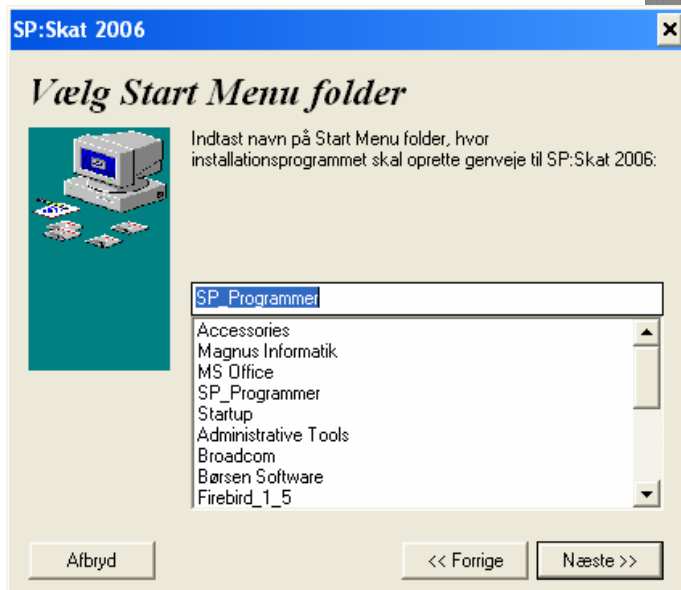 SP:Skat 2006
Vælg Start Menu folder
Indtast navn på Start Menu folder, hvor
installationsprogrammet skal oprette genveje til SP:Skat 2006:
SP_Programmer
Accessories
Magnus Informatik
MS Office
SP_Programmer
Startup
Administrative Tools
Broadcom
Børsen Software
Firebird_1_5
Afbryd
<< Forrige
Næste >>